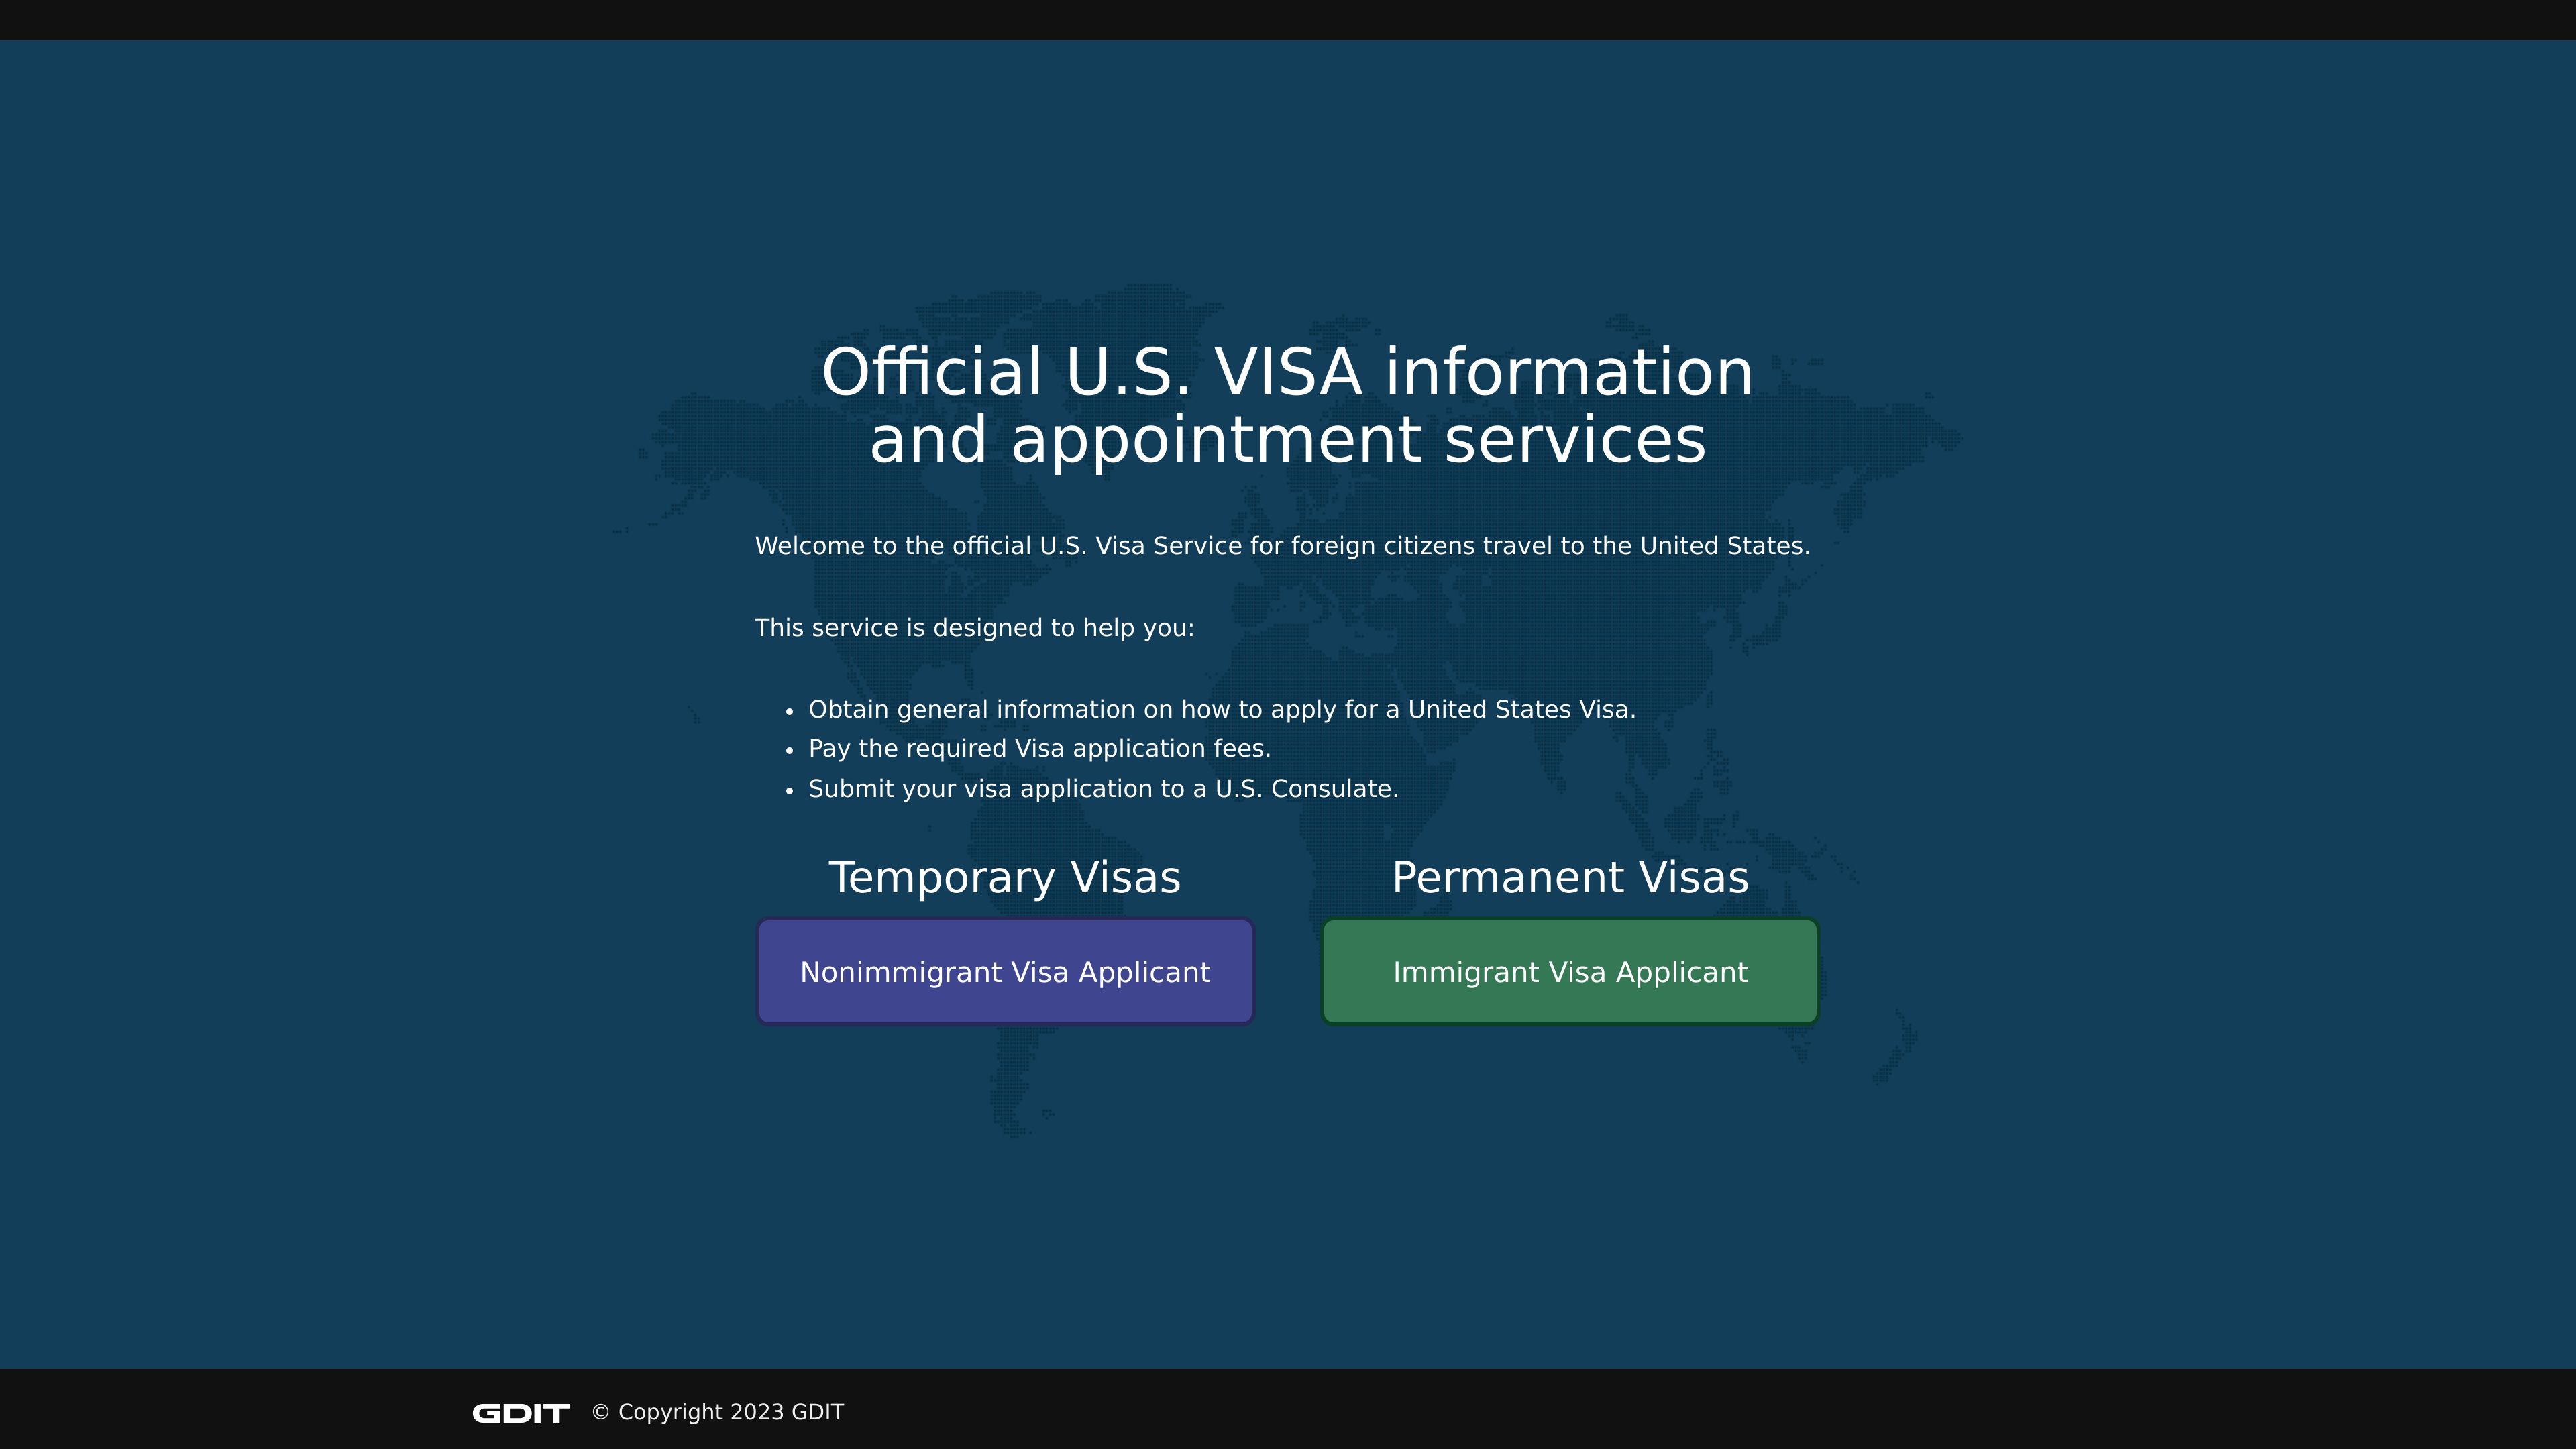 Official U.S. VISA information
and appointment services
Welcome to the official U.S. Visa Service for foreign citizens travel to the United States.
This service is designed to help you:
• Obtain general information on how to apply for a United States Visa.
• Pay the required Visa application fees.
• Submit your visa application to a U.S. Consulate.
Temporary Visas
Nonimmigrant Visa Applicant
Permanent Visas
Immigrant Visa Applicant
GDIT © Copyright 2023 GDIT